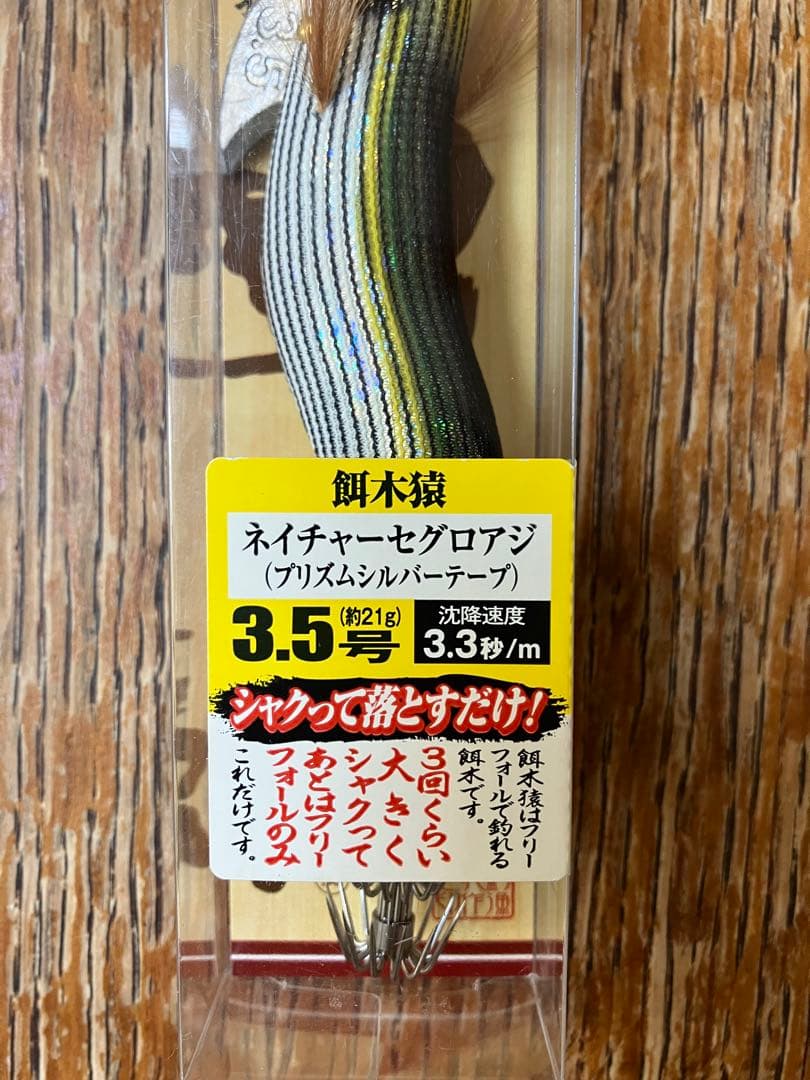 3.5
餌木猿
ネイチャーセグロアジ
(プリズムシルバーテープ)
3.5号
(約21g)
沈降速度
3.3秒/m
シャクって落とすだけ!
餌木猿はフリー
フォールで釣れる
餌木です。
3回くらい
大きく
シャクって
あとはフリー
フォールのみ
これだけです。